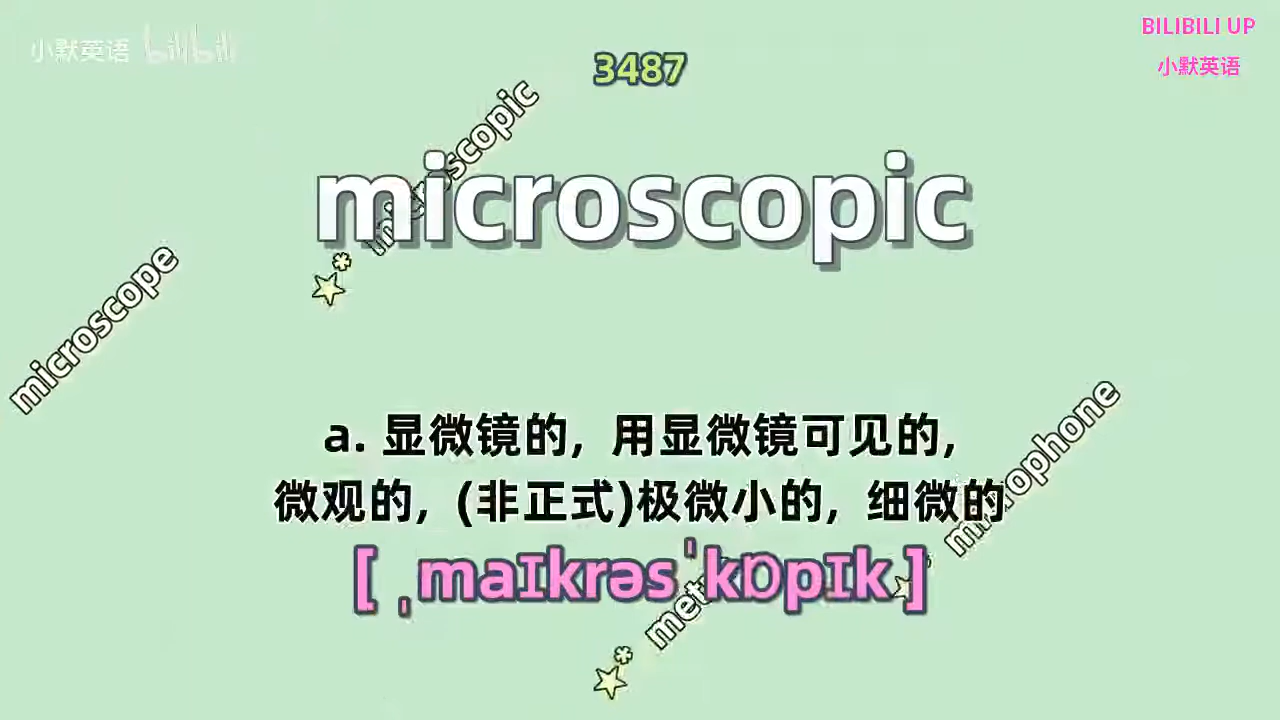 小默英语 bilibili
BILIBILI UP
小默英语
3487
microscopic
microscopic
microscope
a. 显微镜的, 用显微镜可见的,
微观的, (非正式)极微小的, 细微的
microphone
[ ˌmaɪkrəsˈkɒpɪk ]